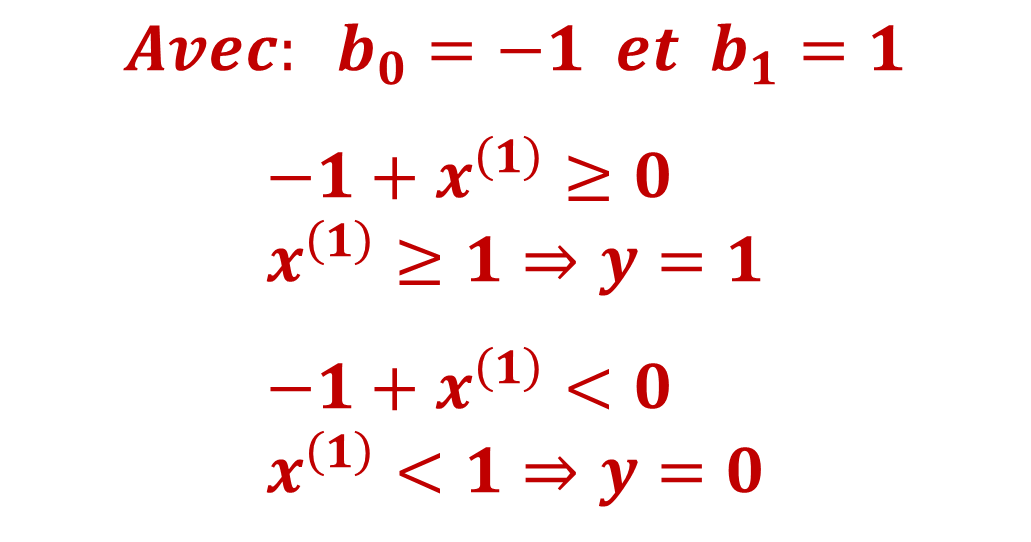 Avec: b₀ = −1 et b₁ = 1
−1 + x⁽¹⁾ ≥ 0
x⁽¹⁾ ≥ 1 ⇒ y = 1
−1 + x⁽¹⁾ < 0
x⁽¹⁾ < 1 ⇒ y = 0